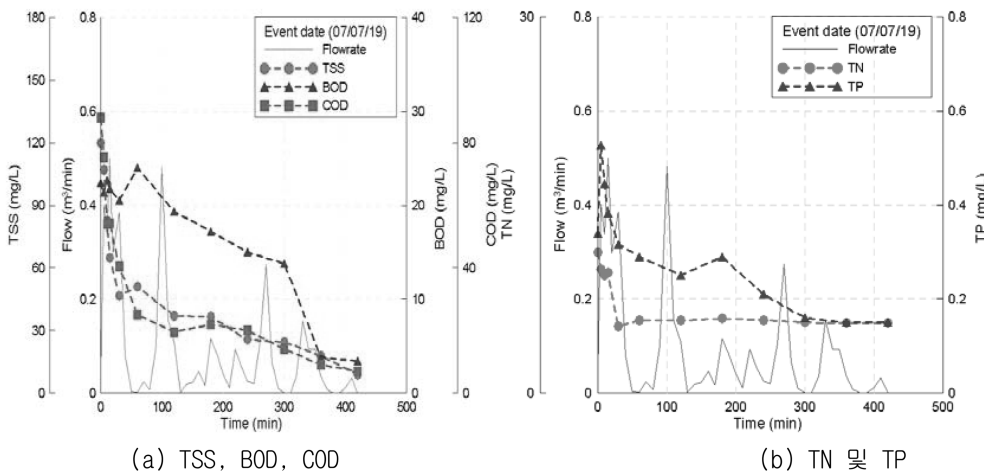 180
150
120
90
60
30
0
TSS (mg/L)
0.8
0.6
0.4
0.2
0
Flow (m³/min)
Event date (07/07/19)
Flowrate
TSS
BOD
COD
0 100 200 300 400 500
Time (min)
40
30
20
10
0
BOD (mg/L)
120
80
40
0
COD (mg/L)
(a) TSS, BOD, COD
30
20
10
0
TN (mg/L)
0.8
0.6
0.4
0.2
0
Flow (m³/min)
Event date (07/07/19)
Flowrate
TN
TP
0 100 200 300 400 500
Time (min)
0.8
0.6
0.4
0.2
0
TP (mg/L)
(b) TN 및 TP